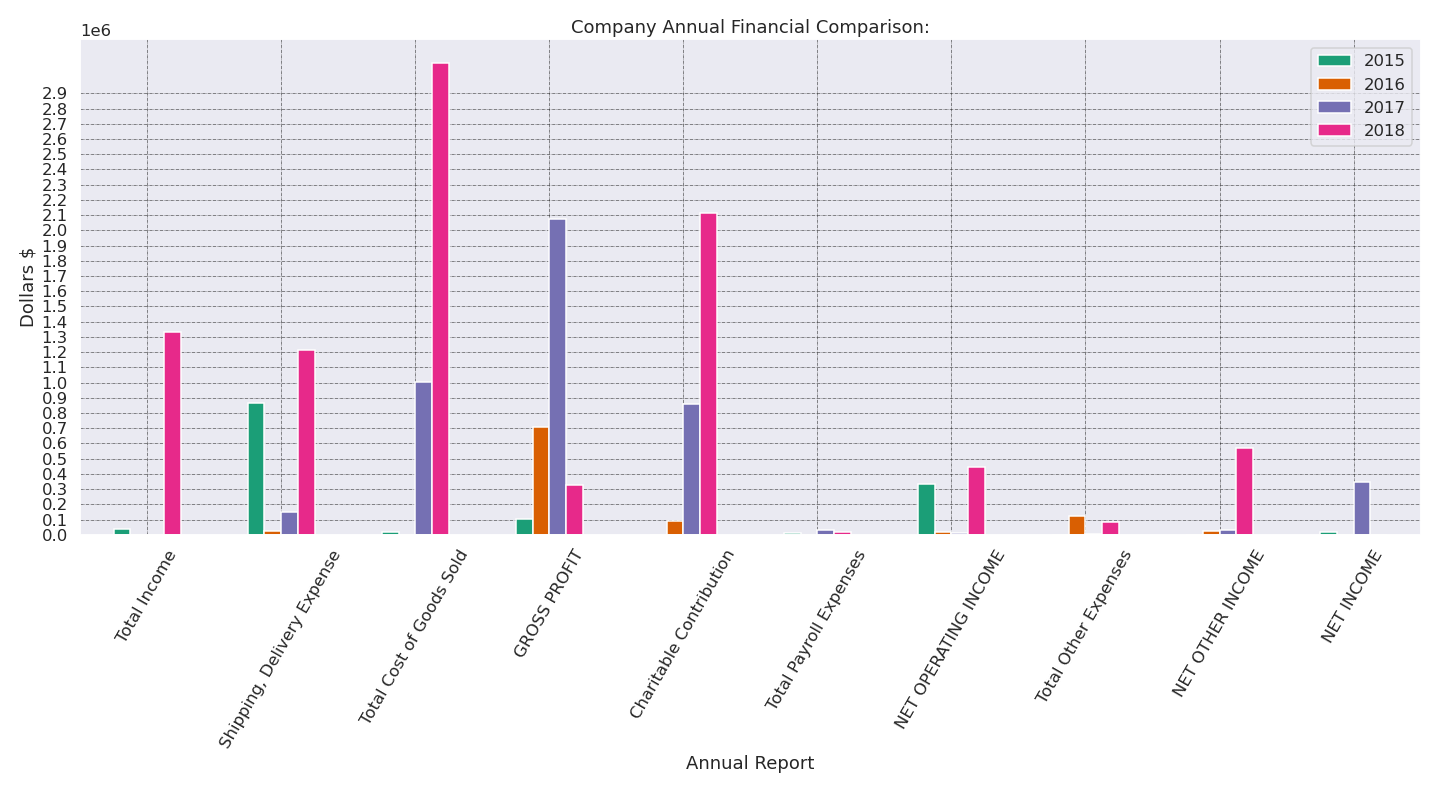 Company Annual Financial Comparison:
1e6
2015
2016
2017
2018
2.9
2.8
2.7
2.6
2.5
2.4
2.3
2.2
2.1
2.0
1.9
1.8
1.7
1.6
1.5
1.4
1.3
1.2
1.1
1.0
0.9
0.8
0.7
0.6
0.5
0.4
0.3
0.2
0.1
0.0
Dollars $
Total Income
Shipping, Delivery Expense
Total Cost of Goods Sold
GROSS PROFIT
Charitable Contribution
Total Payroll Expenses
NET OPERATING INCOME
Total Other Expenses
NET OTHER INCOME
NET INCOME
Annual Report